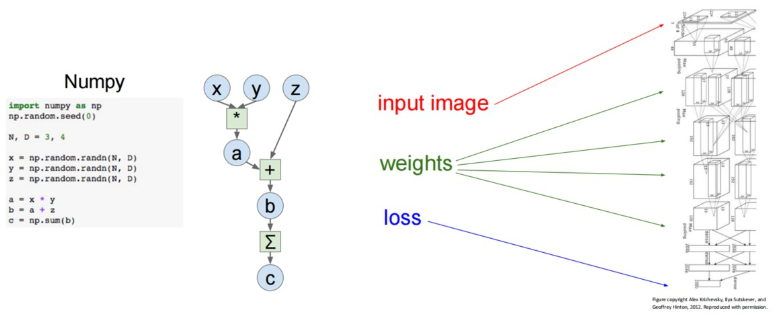 Numpy
import numpy as np
np.random.seed(0)
N, D = 3, 4
x = np.random.randn(N, D)
y = np.random.randn(N, D)
z = np.random.randn(N, D)
a = x * y
b = a + z
c = np.sum(b)
x y z
*
a
+
b
Σ
c
input image
weights
loss
Figure copyright Alex Krizhevsky, Ilya Sutskever, and
Geoffrey Hinton, 2012. Reproduced with permission.